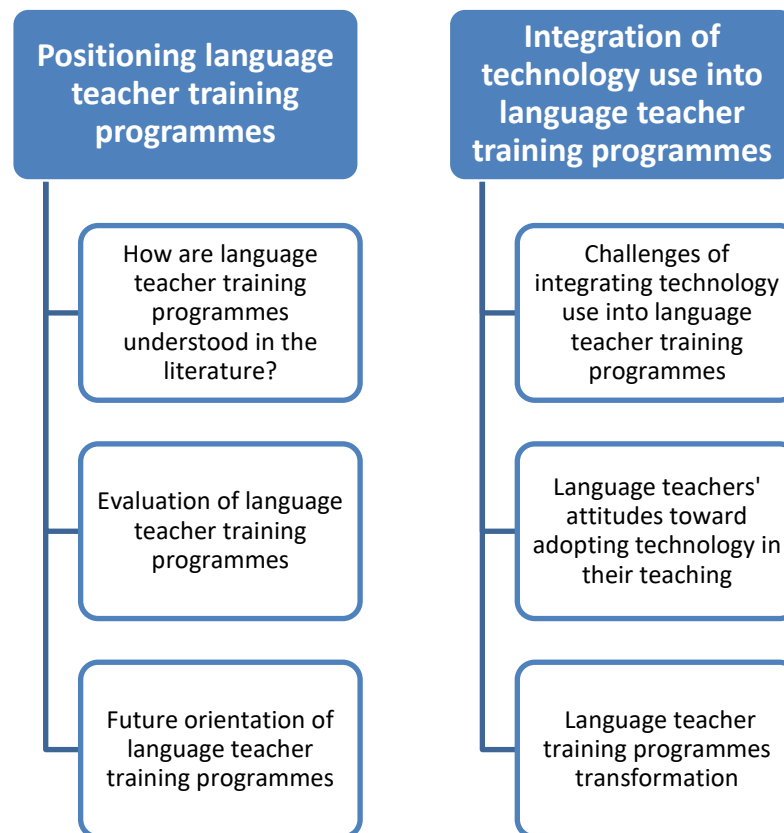 Positioning language
teacher training
programmes
How are language
teacher training
programmes
understood in the
literature?
Evaluation of language
teacher training
programmes
Future orientation of
language teacher
training programmes
Integration of
technology use into
language teacher
training programmes
Challenges of
integrating technology
use into language
teacher training
programmes
Language teachers'
attitudes toward
adopting technology in
their teaching
Language teacher
training programmes
transformation